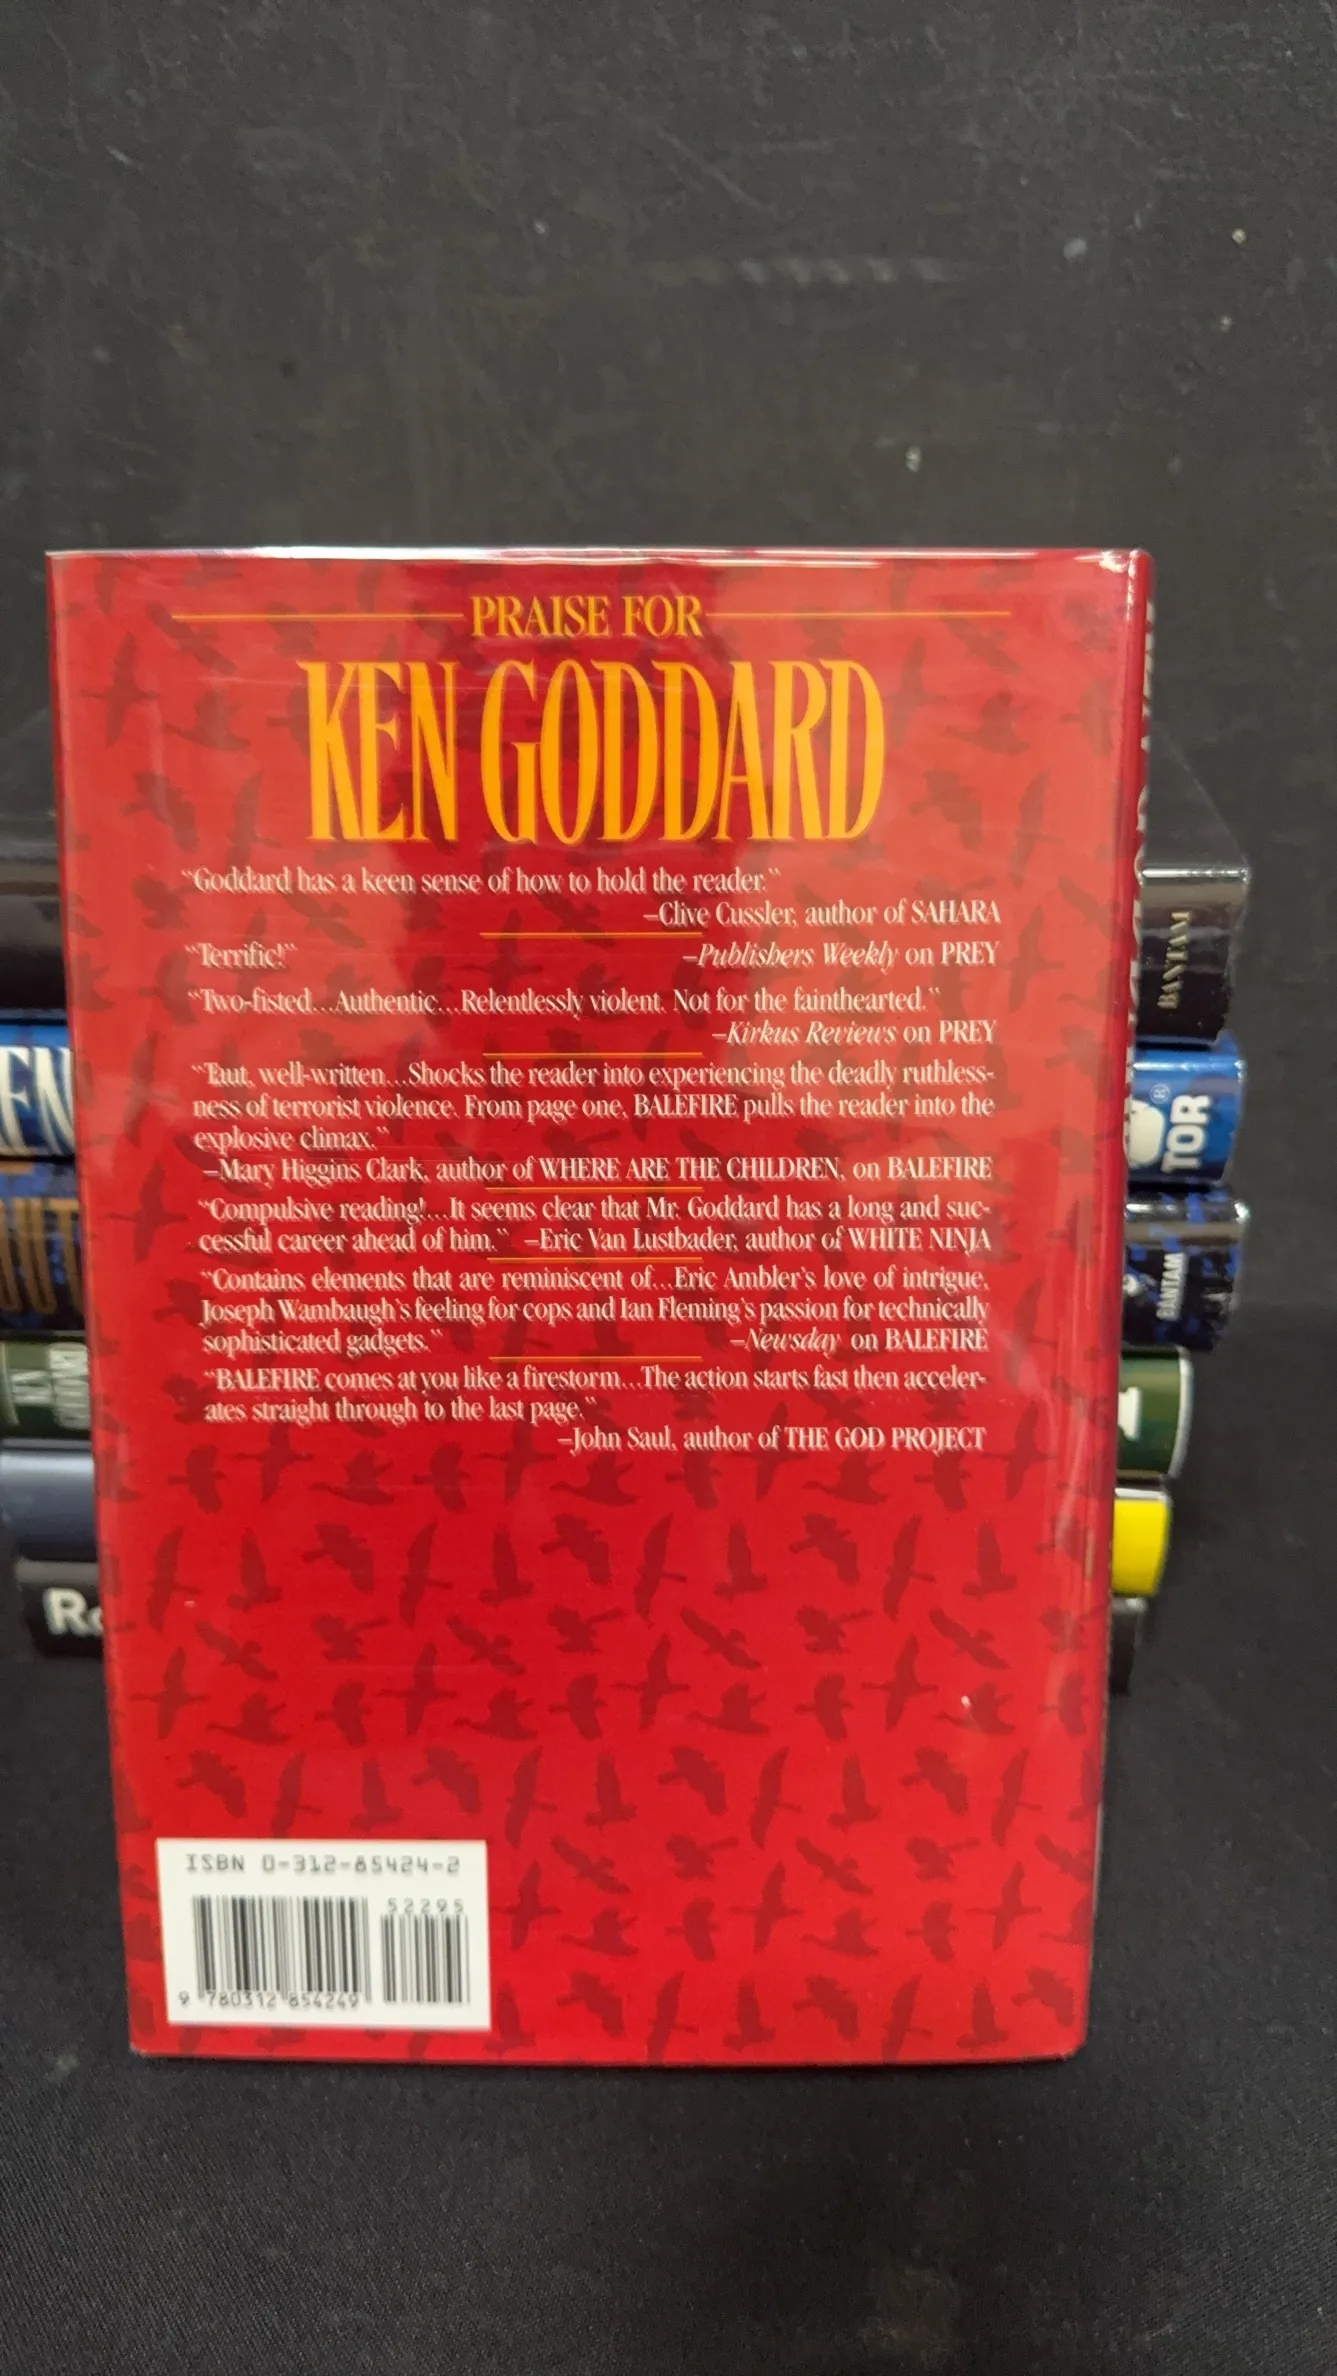 PRAISE FOR
KEN GODDARD
“Goddard has a keen sense of how to hold the reader.”
–Clive Cussler, author of SAHARA
“Terrific!” –Publishers Weekly on PREY
“Two-fisted...Authentic...Relentlessly violent. Not for the fainthearted.”
–Kirkus Reviews on PREY
“Taut, well-written...Shocks the reader into experiencing the deadly ruthless-
ness of terrorist violence. From page one, BALEFIRE pulls the reader into the
explosive climax.”
–Mary Higgins Clark, author of WHERE ARE THE CHILDREN, on BALEFIRE
“Compulsive reading!...It seems clear that Mr. Goddard has a long and suc-
cessful career ahead of him.” –Eric Van Lustbader, author of WHITE NINJA
“Contains elements that are reminiscent of...Eric Ambler’s love of intrigue,
Joseph Wambaugh’s feeling for cops and Ian Fleming’s passion for technically
sophisticated gadgets.” –Newsday on BALEFIRE
“BALEFIRE comes at you like a firestorm...The action starts fast then acceler-
ates straight through to the last page.”
–John Saul, author of THE GOD PROJECT
ISBN 0-312-85424-2
52295
9 780312 854249
BANTAM
TOR®
BANTAM
EN
OUT
KEN
GODDARD
Ro